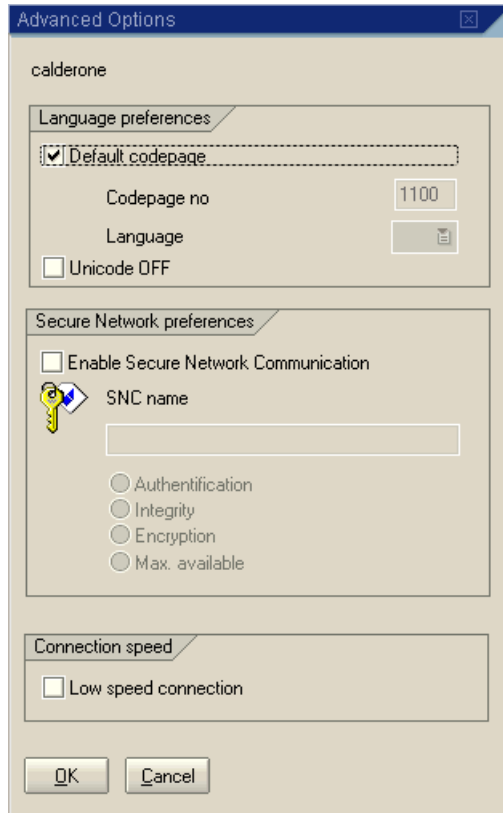 Advanced Options
calderone
Language preferences
Default codepage
Codepage no 1100
Language
Unicode OFF
Secure Network preferences
Enable Secure Network Communication
SNC name
Authentification
Integrity
Encryption
Max. available
Connection speed
Low speed connection
OK Cancel